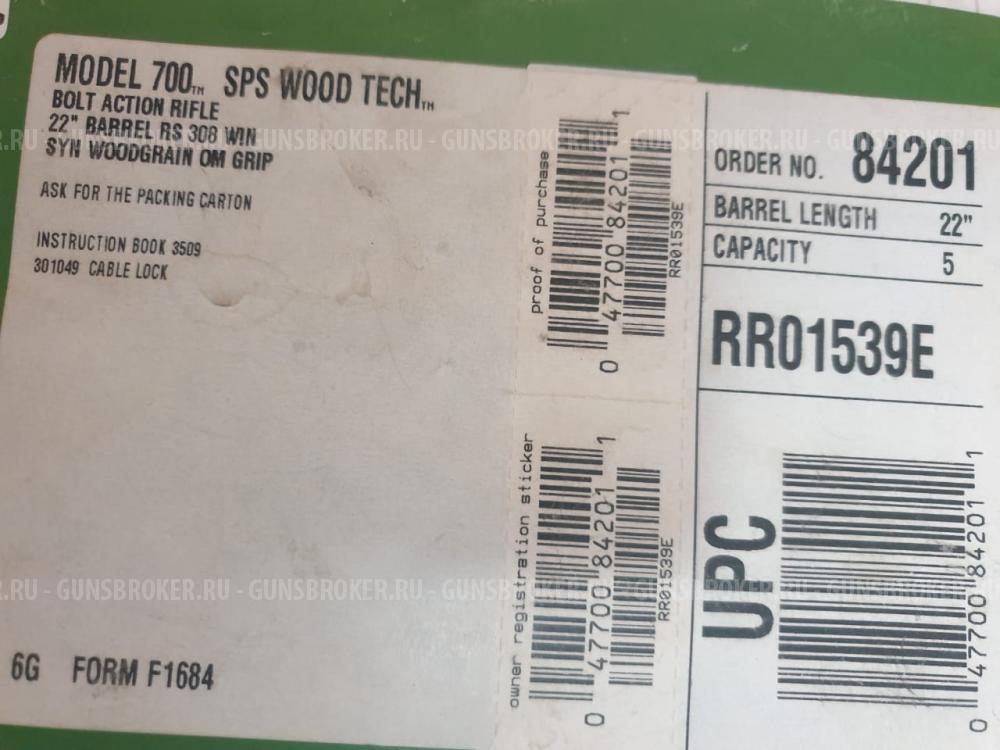 MODEL 700™ SPS WOOD TECH™
BOLT ACTION RIFLE
22" BARREL RS 308 WIN
SYN WOODGRAIN OM GRIP
ASK FOR THE PACKING CARTON
INSTRUCTION BOOK 3509
301049 CABLE LOCK
6G FORM F1684
proof of purchase
0 47700 84201 1
RR01539E
owner registration sticker
0 47700 84201 1
RR01539E
ORDER NO. 84201
BARREL LENGTH 22"
CAPACITY 5
RR01539E
UPC
0 47700 84201 1
.RU - GUNSBROKER.RU - GUNSBROKER.RU - GUNSBROKER.RU - GUNSBROKER.RU - GUNSBROKER
R.RU - GUNSBROKER.RU - GUNSBROKER.RU - GUNSBROKER.RU - GUNSBROKER.RU - GUNSBROKER